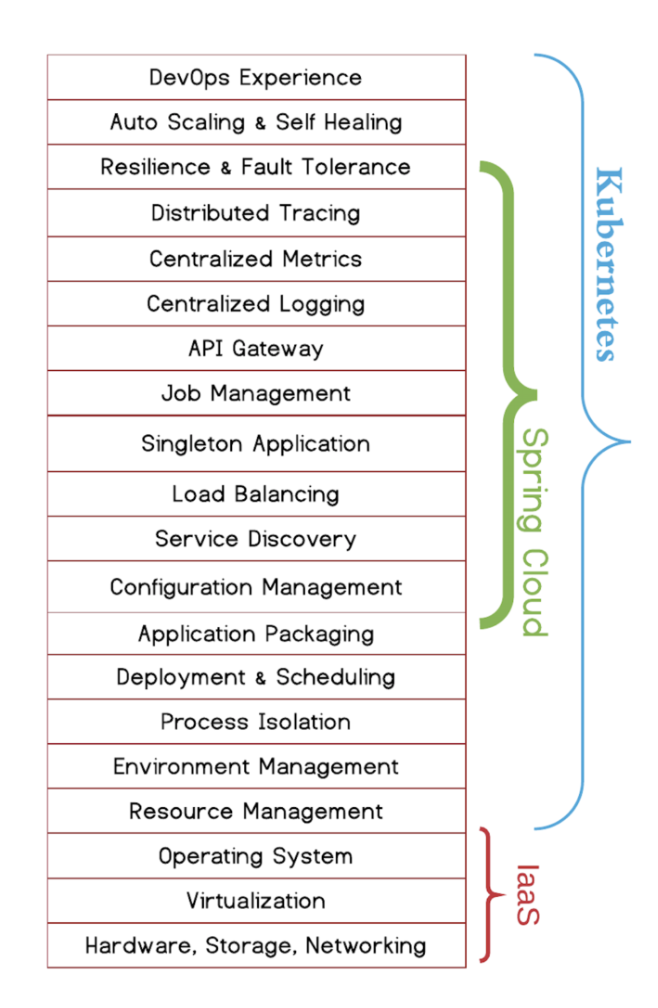 DevOps Experience
Auto Scaling & Self Healing
Resilience & Fault Tolerance
Distributed Tracing
Centralized Metrics
Centralized Logging
API Gateway
Job Management
Singleton Application
Load Balancing
Service Discovery
Configuration Management
Application Packaging
Deployment & Scheduling
Process Isolation
Environment Management
Resource Management
Operating System
Virtualization
Hardware, Storage, Networking
Kubernetes
Spring Cloud
IaaS